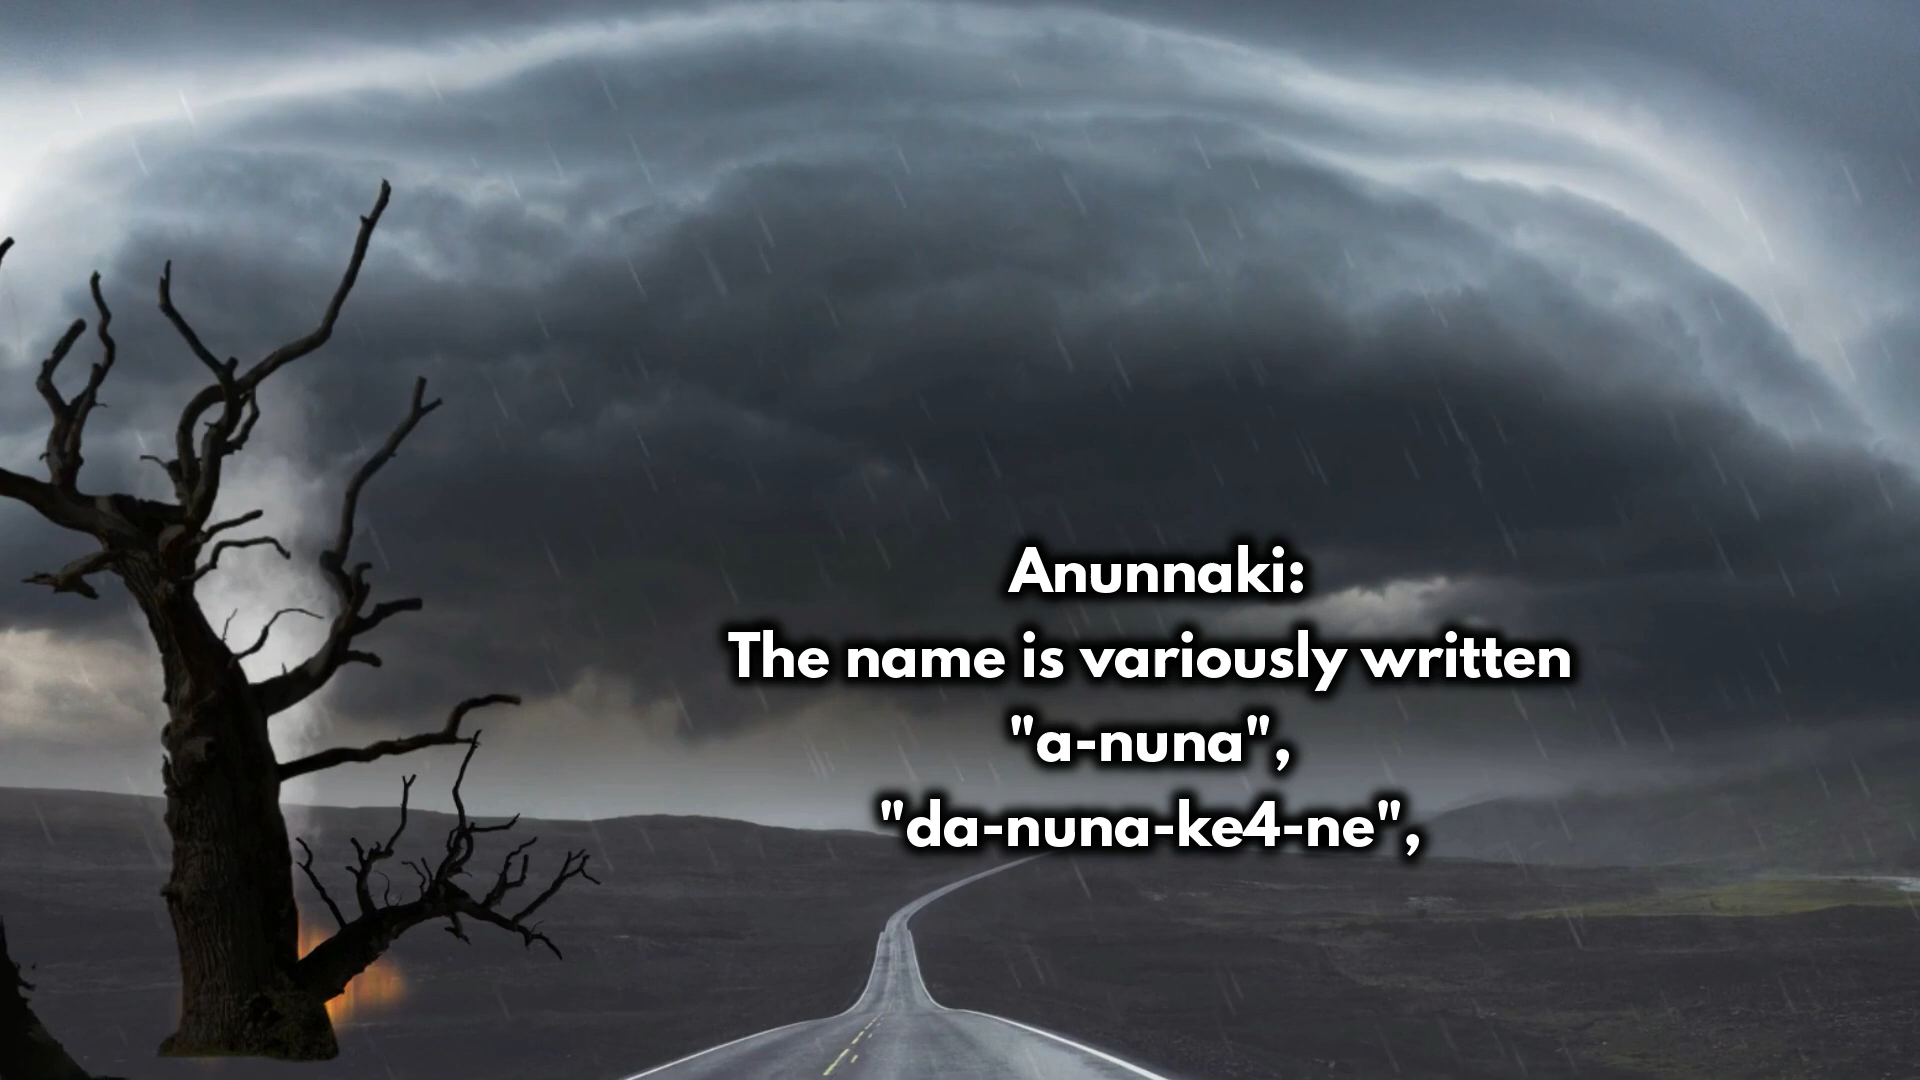 Anunnaki:
The name is variously written
"a-nuna",
"da-nuna-ke4-ne",